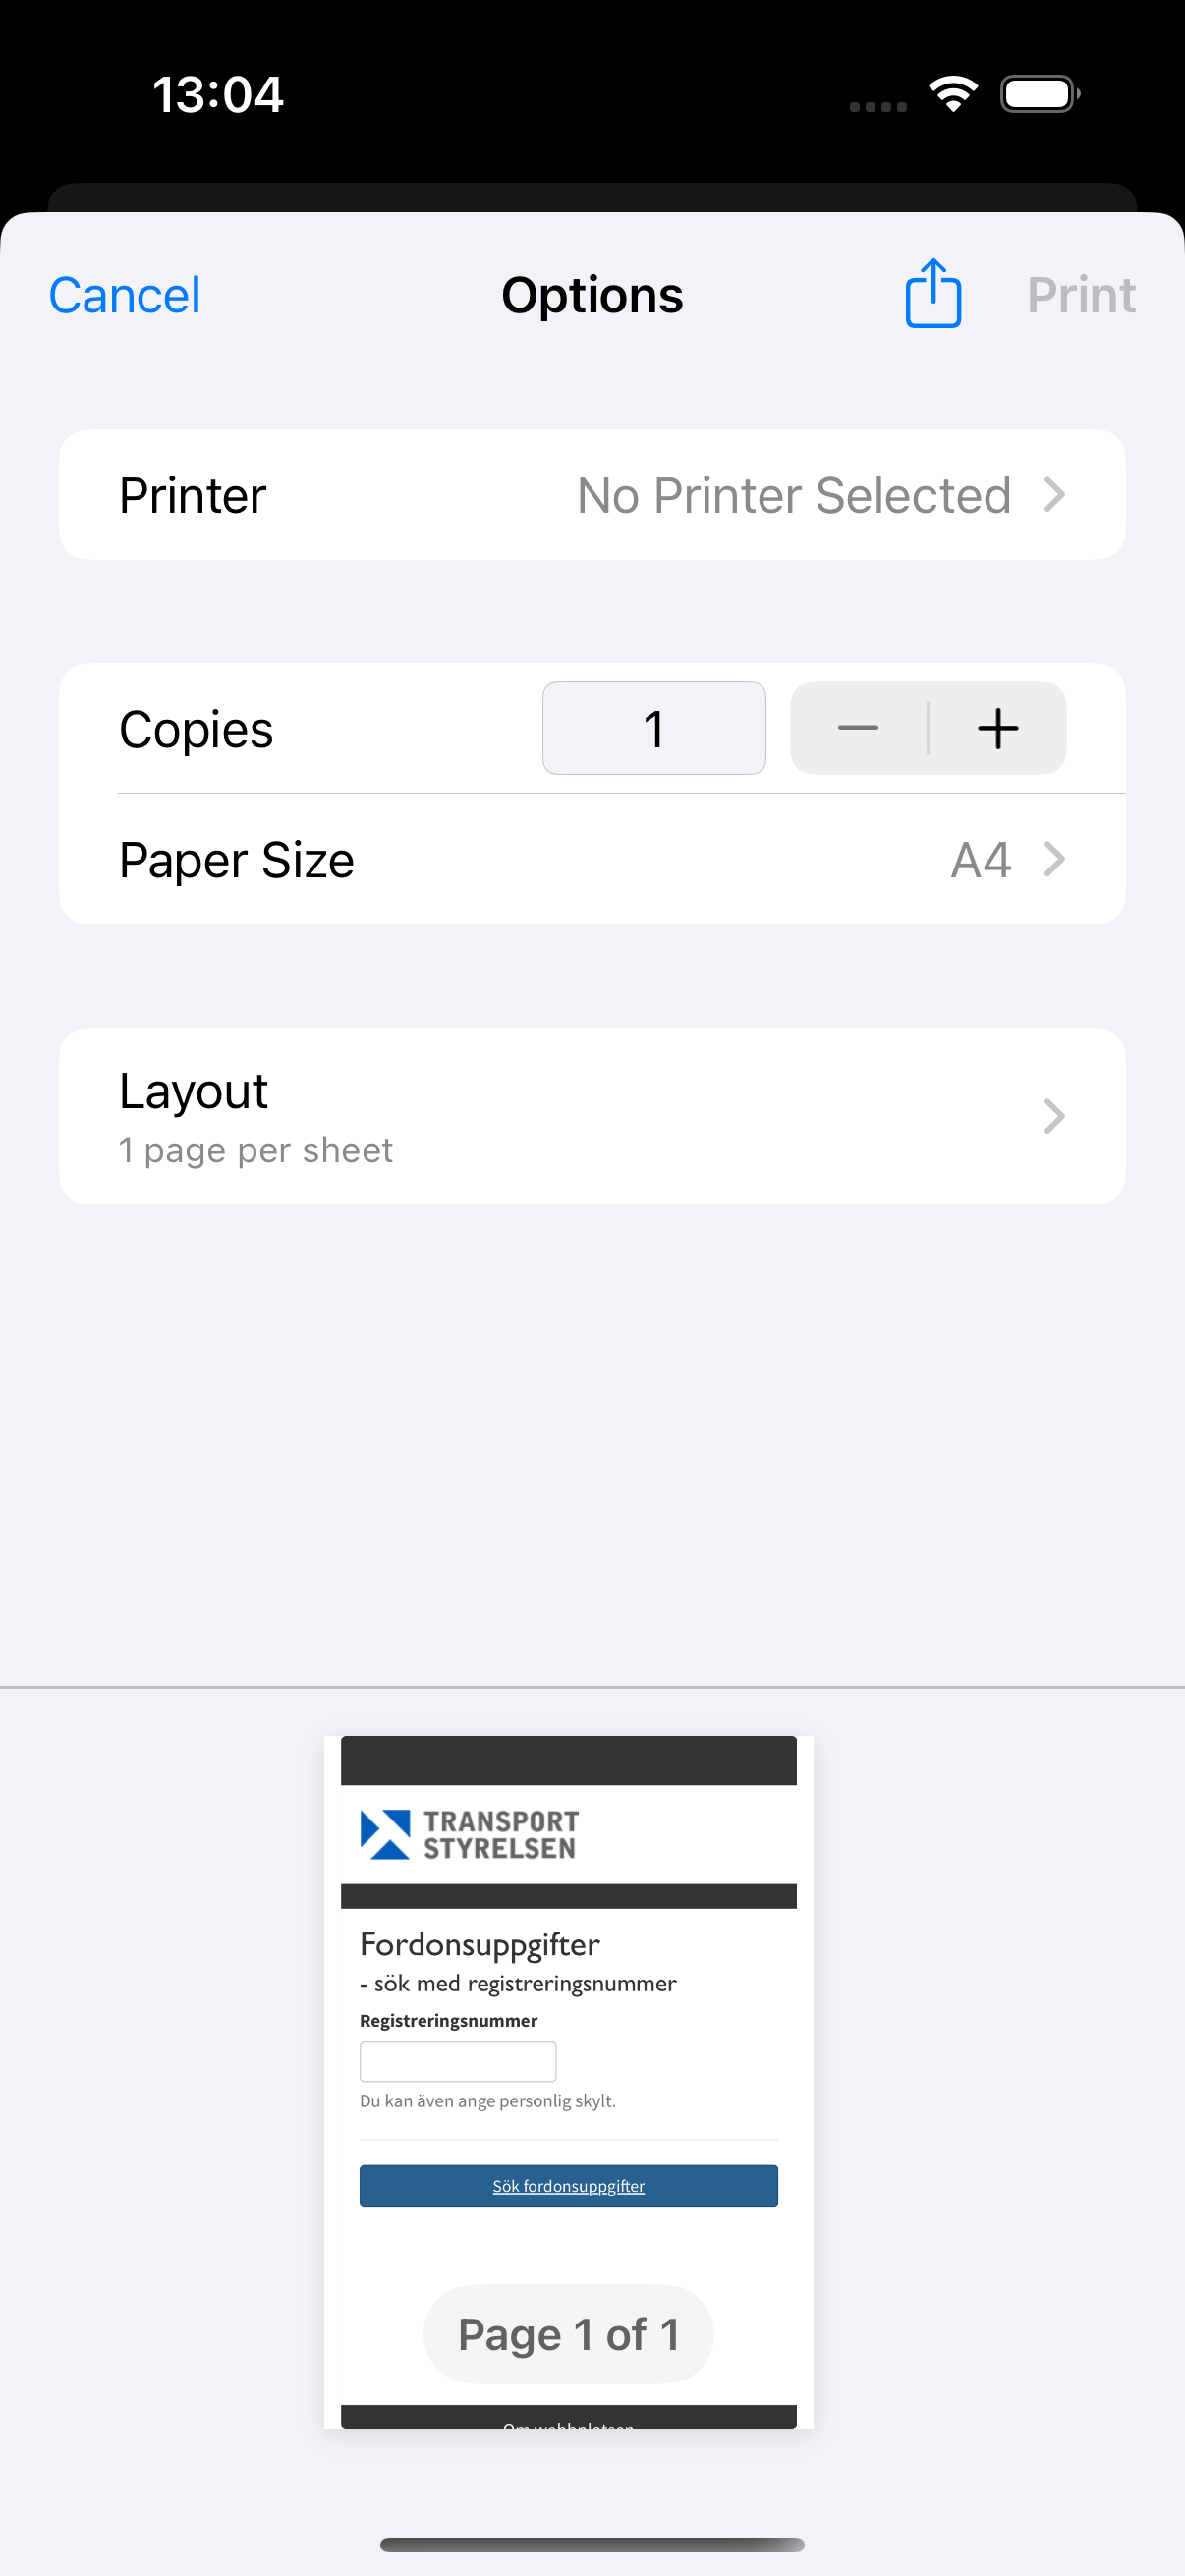 13:04
Cancel Options Print
Printer No Printer Selected
Copies 1
Paper Size A4
Layout
1 page per sheet
TRANSPORT
STYRELSEN
Fordonsuppgifter
- sök med registreringsnummer
Registreringsnummer
Du kan även ange personlig skylt.
Sök fordonsuppgifter
Page 1 of 1
Om webbplatsen